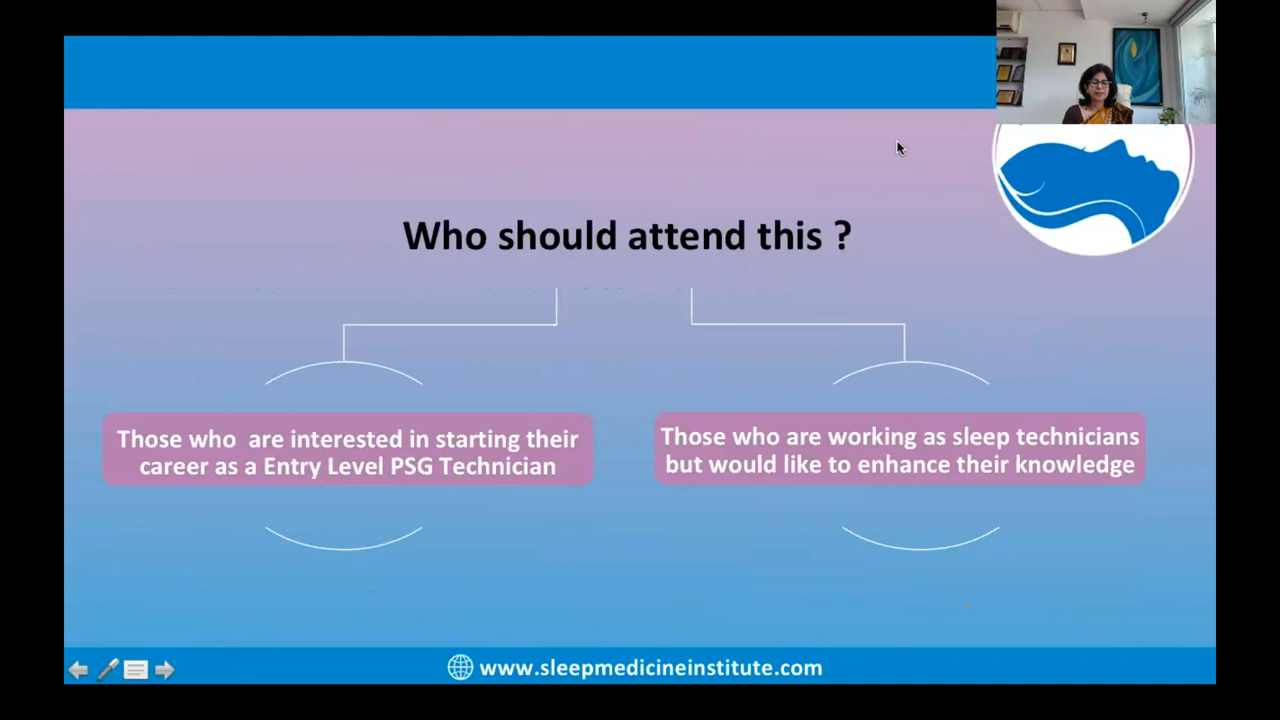 Who should attend this ?
Those who are interested in starting their
career as a Entry Level PSG Technician
Those who are working as sleep technicians
but would like to enhance their knowledge
www.sleepmedicineinstitute.com